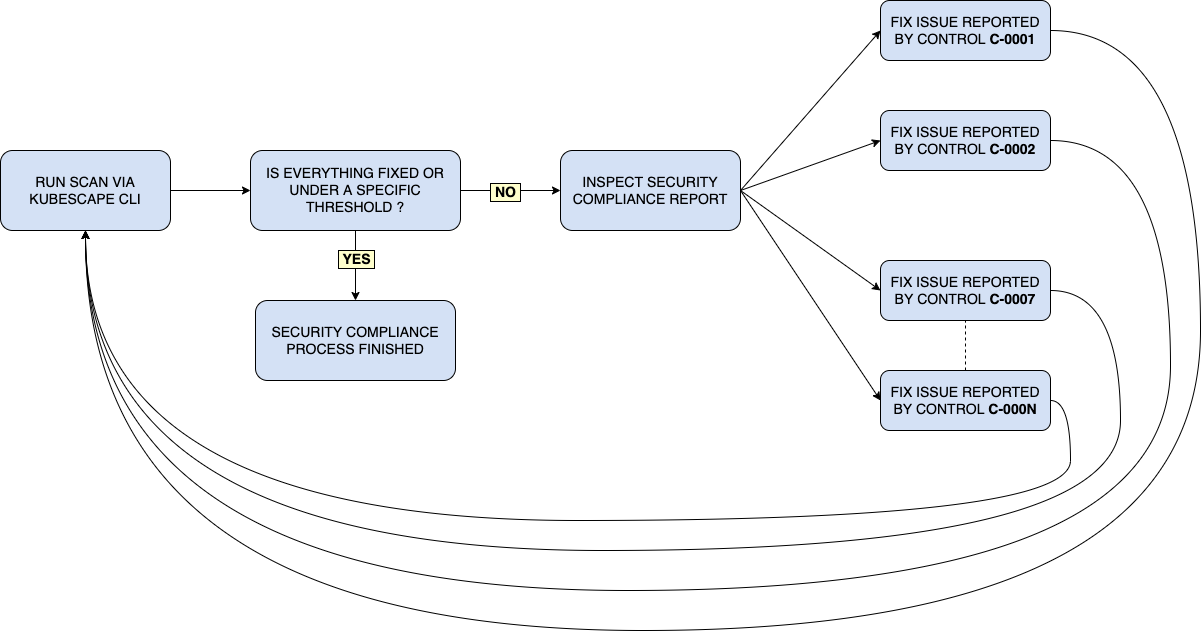 RUN SCAN VIA
KUBESCAPE CLI
IS EVERYTHING FIXED OR
UNDER A SPECIFIC
THRESHOLD ?
YES
SECURITY COMPLIANCE
PROCESS FINISHED
NO
INSPECT SECURITY
COMPLIANCE REPORT
FIX ISSUE REPORTED
BY CONTROL C-0001
FIX ISSUE REPORTED
BY CONTROL C-0002
FIX ISSUE REPORTED
BY CONTROL C-0007
FIX ISSUE REPORTED
BY CONTROL C-000N